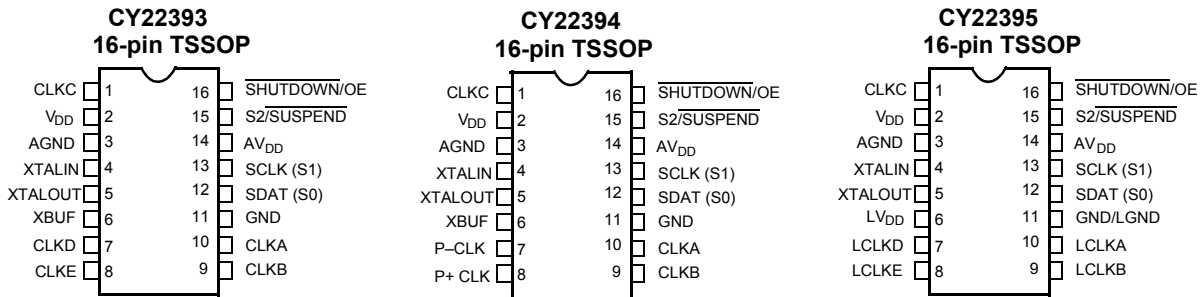 CY22393
16-pin TSSOP
CLKC 1 16 SHUTDOWN/OE
VDD 2 15 S2/SUSPEND
AGND 3 14 AVDD
XTALIN 4 13 SCLK (S1)
XTALOUT 5 12 SDAT (S0)
XBUF 6 11 GND
CLKD 7 10 CLKA
CLKE 8 9 CLKB
CY22394
16-pin TSSOP
CLKC 1 16 SHUTDOWN/OE
VDD 2 15 S2/SUSPEND
AGND 3 14 AVDD
XTALIN 4 13 SCLK (S1)
XTALOUT 5 12 SDAT (S0)
XBUF 6 11 GND
P–CLK 7 10 CLKA
P+ CLK 8 9 CLKB
CY22395
16-pin TSSOP
CLKC 1 16 SHUTDOWN/OE
VDD 2 15 S2/SUSPEND
AGND 3 14 AVDD
XTALIN 4 13 SCLK (S1)
XTALOUT 5 12 SDAT (S0)
LVDD 6 11 GND/LGND
LCLKD 7 10 LCLKA
LCLKE 8 9 LCLKB